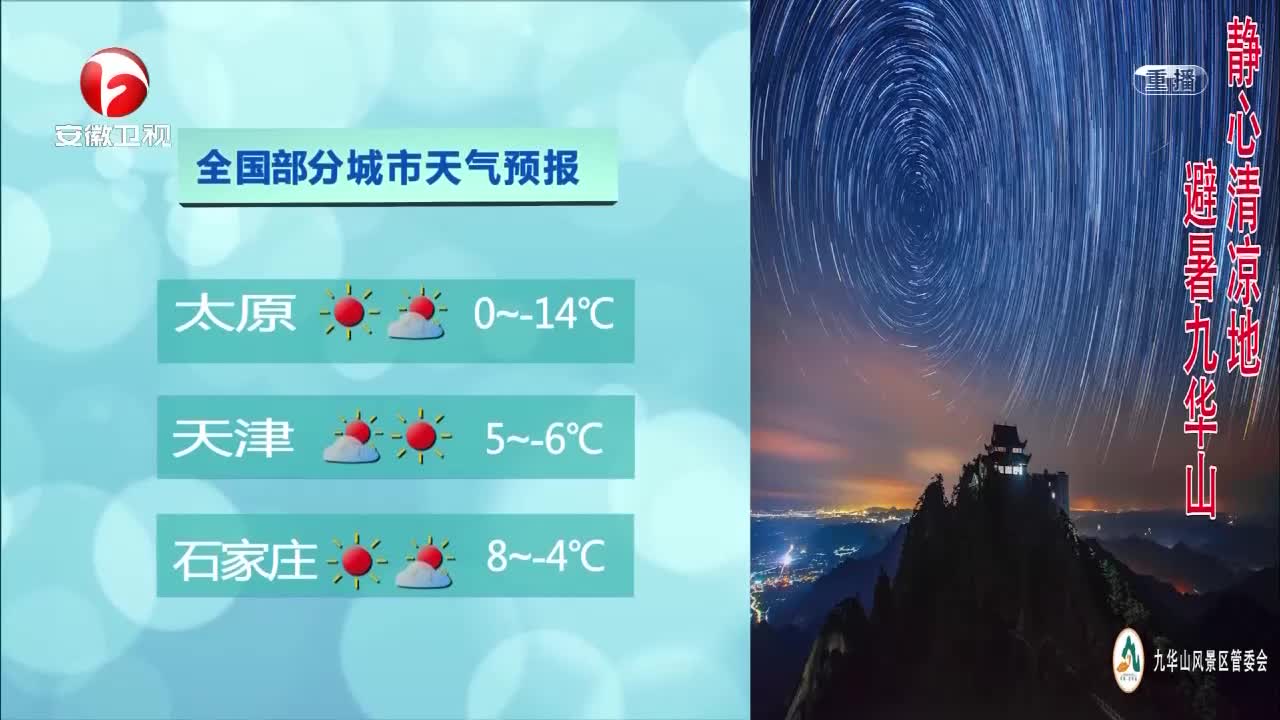 安徽卫视
全国部分城市天气预报
太原 0~-14℃
天津 5~-6℃
石家庄 8~-4℃
重播
静心清凉地
避暑九华山
九华山风景区管委会